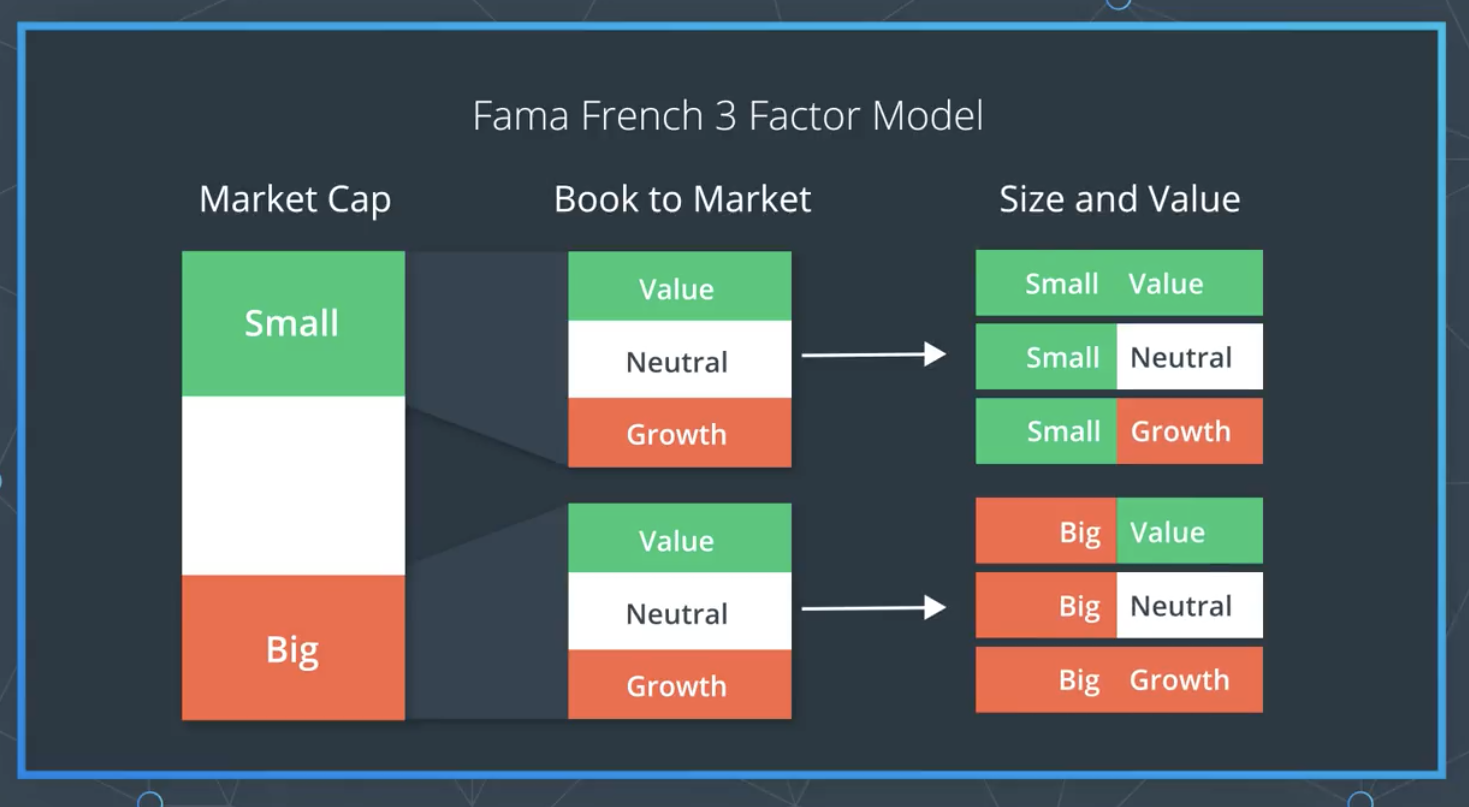 Fama French 3 Factor Model
Market Cap
Book to Market
Size and Value
Small
Big
Value
Neutral
Growth
Value
Neutral
Growth
Small Value
Small Neutral
Small Growth
Big Value
Big Neutral
Big Growth